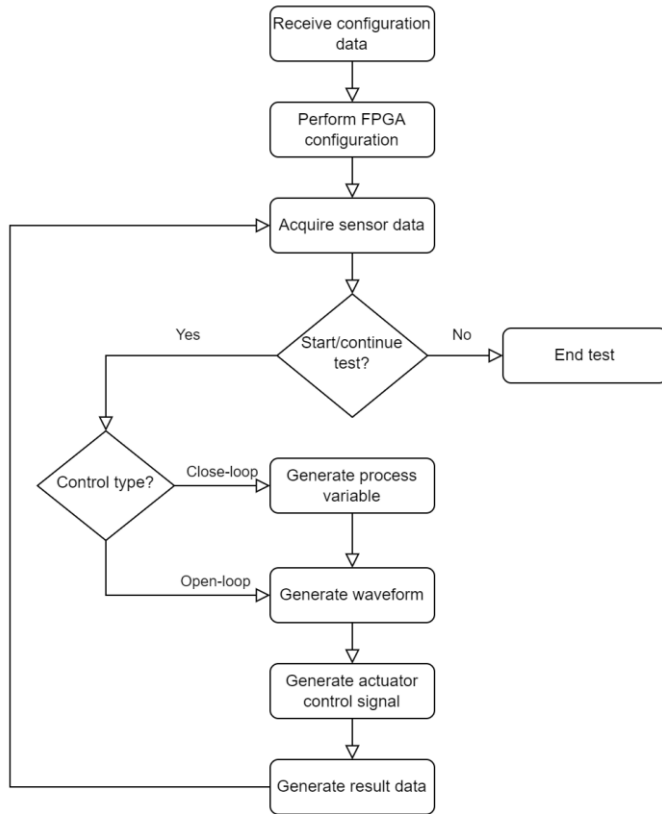 Receive configuration
data
Perform FPGA
configuration
Acquire sensor data
Start/continue
test?
Yes
No
End test
Control type?
Close-loop
Generate process
variable
Open-loop
Generate waveform
Generate actuator
control signal
Generate result data